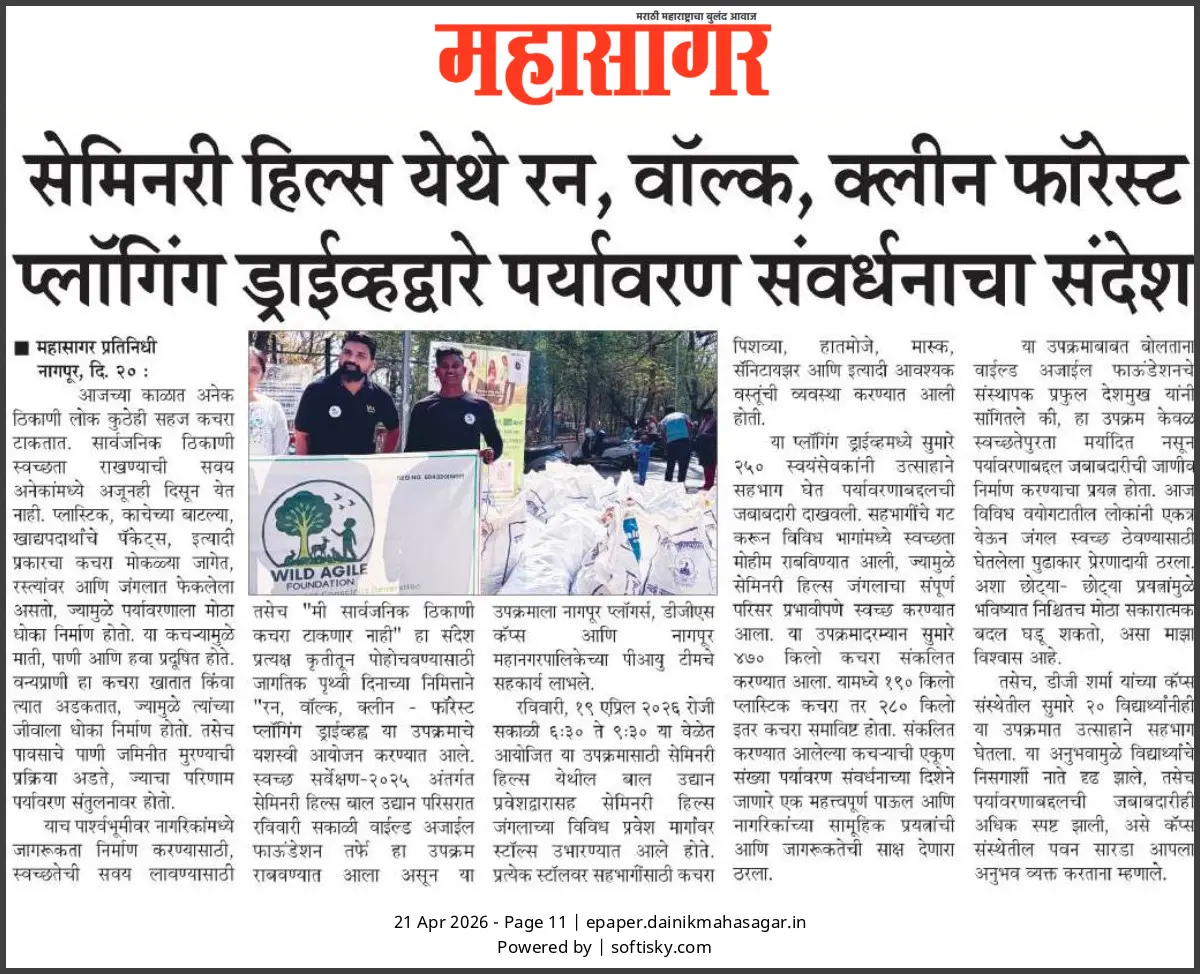 मराठी महाराष्ट्राचा बुलंद आवाज
महासागर
सेमिनरी हिल्स येथे रन, वॉल्क, क्लीन फॉरेस्ट
प्लॉगिंग ड्राईव्हद्वारे पर्यावरण संवर्धनाचा संदेश
■ महासागर प्रतिनिधी
नागपूर, दि. २० :
आजच्या काळात अनेक
ठिकाणी लोक कुठेही सहज कचरा
टाकतात. सार्वजनिक ठिकाणी
स्वच्छता राखण्याची सवय
अनेकांमध्ये अजूनही दिसून येत
नाही. प्लास्टिक, काचेच्या बाटल्या,
खाद्यपदार्थांचे पॅकेट्स, इत्यादी
प्रकारचा कचरा मोकळ्या जागेत,
रस्त्यांवर आणि जंगलात फेकलेला
असतो, ज्यामुळे पर्यावरणाला मोठा
धोका निर्माण होतो. या कचऱ्यामुळे
माती, पाणी आणि हवा प्रदूषित होते.
वन्यप्राणी हा कचरा खातात किंवा
त्यात अडकतात, ज्यामुळे त्यांच्या
जीवाला धोका निर्माण होतो. तसेच
पावसाचे पाणी जमिनीत मुरण्याची
प्रक्रिया अडते, ज्याचा परिणाम
पर्यावरण संतुलनावर होतो.
याच पार्श्वभूमीवर नागरिकांमध्ये
जागरूकता निर्माण करण्यासाठी,
स्वच्छतेची सवय लावण्यासाठी
WILD AGILE
FOUNDATION
तसेच "मी सार्वजनिक ठिकाणी
कचरा टाकणार नाही" हा संदेश
प्रत्यक्ष कृतीतून पोहोचवण्यासाठी
जागतिक पृथ्वी दिनाच्या निमित्ताने
"रन, वॉल्क, क्लीन - फॉरेस्ट
प्लॉगिंग ड्राईव्हह्व या उपक्रमाचे
यशस्वी आयोजन करण्यात आले.
स्वच्छ सर्वेक्षण-२०२५ अंतर्गत
सेमिनरी हिल्स बाल उद्यान परिसरात
रविवारी सकाळी वाईल्ड अजाईल
फाऊंडेशन तर्फे हा उपक्रम
राबवण्यात आला असून या
उपक्रमाला नागपूर प्लॉगर्स, डीजीएस
कॅप्स आणि नागपूर
महानगरपालिकेच्या पीआयु टीमचे
सहकार्य लाभले.
रविवारी, १९ एप्रिल २०२६ रोजी
सकाळी ६:३० ते ९:३० या वेळेत
आयोजित या उपक्रमासाठी सेमिनरी
हिल्स येथील बाल उद्यान
प्रवेशद्वारासह सेमिनरी हिल्स
जंगलाच्या विविध प्रवेश मार्गांवर
स्टॉल्स उभारण्यात आले होते.
प्रत्येक स्टॉलवर सहभागींसाठी कचरा
पिशव्या, हातमोजे, मास्क,
सॅनिटायझर आणि इत्यादी आवश्यक
वस्तूंची व्यवस्था करण्यात आली
होती.
या प्लॉगिंग ड्राईव्हमध्ये सुमारे
२५० स्वयंसेवकांनी उत्साहाने
सहभाग घेत पर्यावरणाबद्दलची
जबाबदारी दाखवली. सहभागींचे गट
करून विविध भागांमध्ये स्वच्छता
मोहीम राबविण्यात आली, ज्यामुळे
सेमिनरी हिल्स जंगलाचा संपूर्ण
परिसर प्रभावीपणे स्वच्छ करण्यात
आला. या उपक्रमादरम्यान सुमारे
४७० किलो कचरा संकलित
करण्यात आला. यामध्ये १९० किलो
प्लास्टिक कचरा तर २८० किलो
इतर कचरा समाविष्ट होता. संकलित
करण्यात आलेल्या कचऱ्याची एकूण
संख्या पर्यावरण संवर्धनाच्या दिशेने
जाणारे एक महत्त्वपूर्ण पाऊल आणि
नागरिकांच्या सामूहिक प्रयत्नांची
आणि जागरूकतेची साक्ष देणारा
ठरला.
या उपक्रमाबाबत बोलताना
वाईल्ड अजाईल फाऊंडेशनचे
संस्थापक प्रफुल देशमुख यांनी
सांगितले की, हा उपक्रम केवळ
स्वच्छतेपुरता मर्यादित नसून
पर्यावरणाबद्दल जबाबदारीची जाणीव
निर्माण करण्याचा प्रयत्न होता. आज
विविध वयोगटातील लोकांनी एकत्र
येऊन जंगल स्वच्छ ठेवण्यासाठी
घेतलेला पुढाकार प्रेरणादायी ठरला.
अशा छोट्या- छोट्या प्रयत्नांमुळे
भविष्यात निश्चितच मोठा सकारात्मक
बदल घडू शकतो, असा माझा
विश्वास आहे.
तसेच, डीजी शर्मा यांच्या कॅप्स
संस्थेतील सुमारे २० विद्यार्थ्यांनीही
या उपक्रमात उत्साहाने सहभाग
घेतला. या अनुभवामुळे विद्यार्थ्यांचे
निसगार्शी नाते दृढ झाले, तसेच
पर्यावरणाबद्दलची जबाबदारीही
अधिक स्पष्ट झाली, असे कॅप्स
संस्थेतील पवन सारडा आपला
अनुभव व्यक्त करताना म्हणाले.
21 Apr 2026 - Page 11 | epaper.dainikmahasagar.in
Powered by | softisky.com